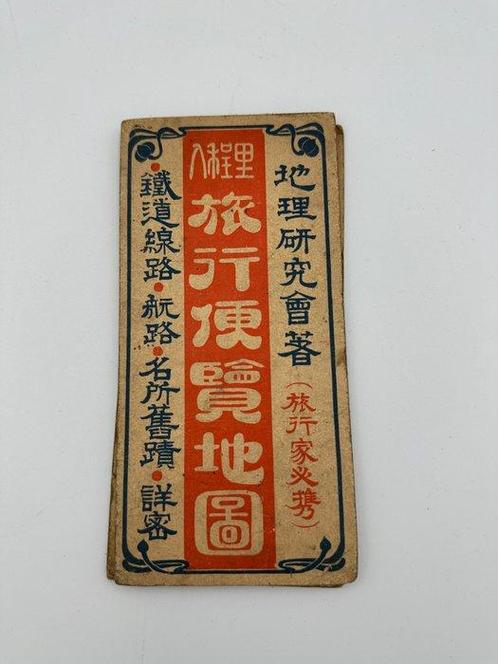 地理研究會著(旅行家必携)
里程入
旅行便覽地圖
•鐵道線路•航路•名所舊蹟•詳密